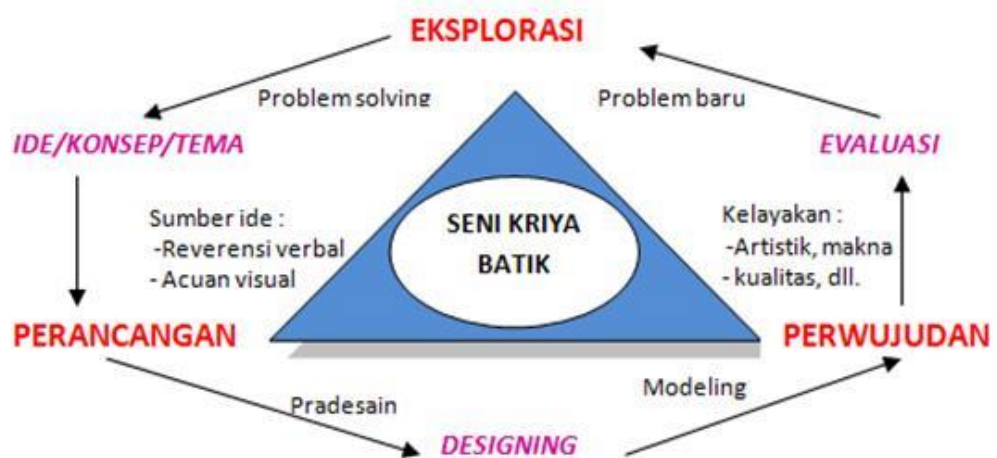 EKSPLORASI
Problem solving
Problem baru
IDE/KONSEP/TEMA
EVALUASI
Sumber ide :
-Reverensi verbal
- Acuan visual
SENI KRIYA
BATIK
Kelayakan :
-Artistik, makna
- kualitas, dll.
PERANCANGAN
PERWUJUDAN
Pradesain
Modeling
DESIGNING